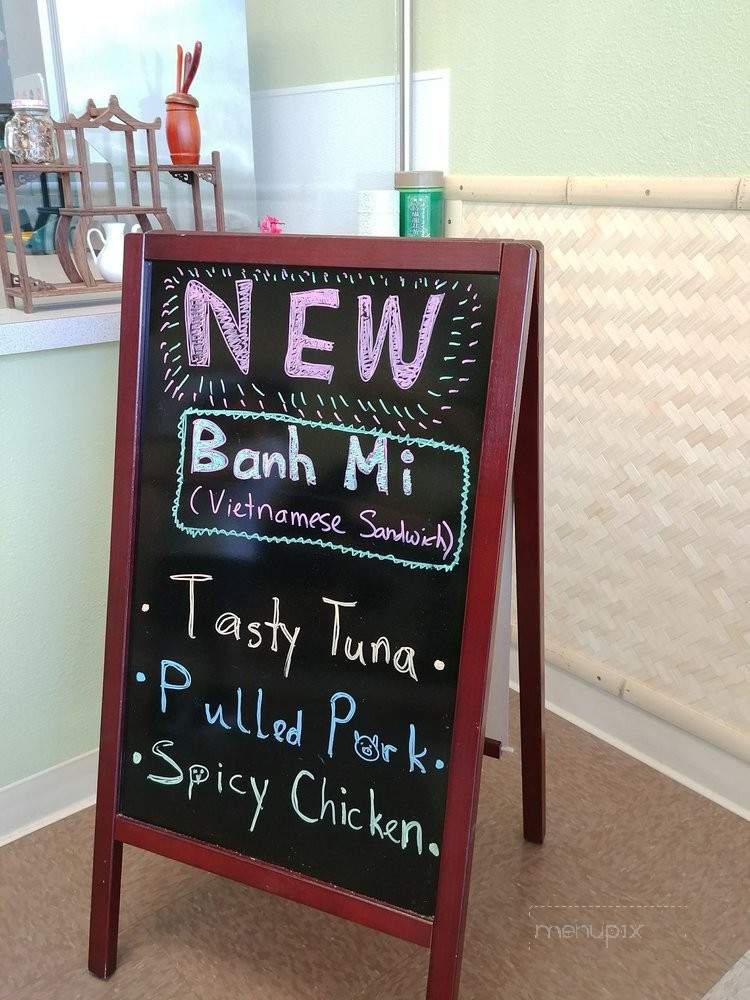 NEW
Banh Mi
(Vietnamese Sandwich)
• Tasty Tuna •
• Pulled Pork •
• Spicy Chicken •
menupix